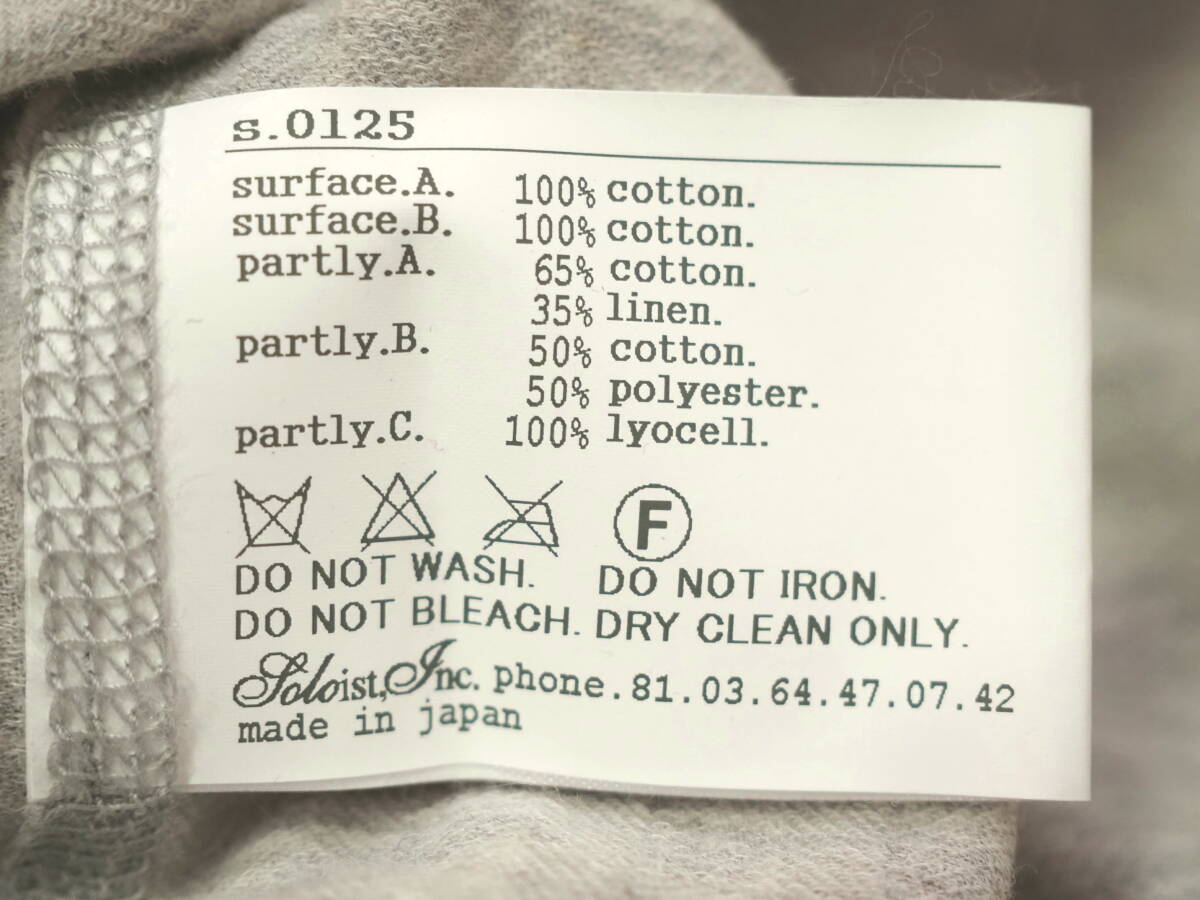 s.0125
surface.A. 100% cotton.
surface.B. 100% cotton.
partly.A. 65% cotton.
35% linen.
partly.B. 50% cotton.
50% polyester.
partly.C. 100% lyocell.
F
DO NOT WASH. DO NOT IRON.
DO NOT BLEACH. DRY CLEAN ONLY.
Soloist, Inc. phone.81.03.64.47.07.42
made in japan